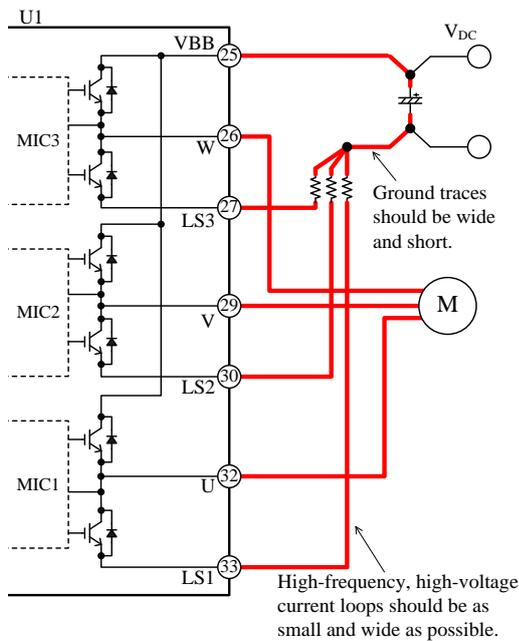 U1
VBB
25
V_DC
MIC3
W
26
LS3
27
Ground traces
should be wide
and short.
MIC2
V
29
M
LS2
30
MIC1
U
32
LS1
33
High-frequency, high-voltage
current loops should be as
small and wide as possible.